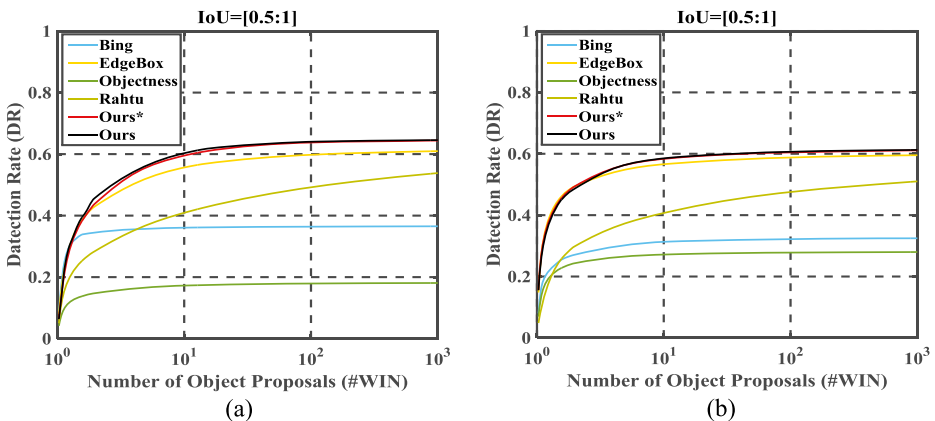 IoU=[0.5:1]
1
0.8
0.6
0.4
0.2
0
Datection Rate (DR)
Bing
EdgeBox
Objectness
Rahtu
Ours*
Ours
10^0
10^1
10^2
10^3
Number of Object Proposals (#WIN)
(a)
IoU=[0.5:1]
1
0.8
0.6
0.4
0.2
0
Datection Rate (DR)
Bing
EdgeBox
Objectness
Rahtu
Ours*
Ours
10^0
10^1
10^2
10^3
Number of Object Proposals (#WIN)
(b)